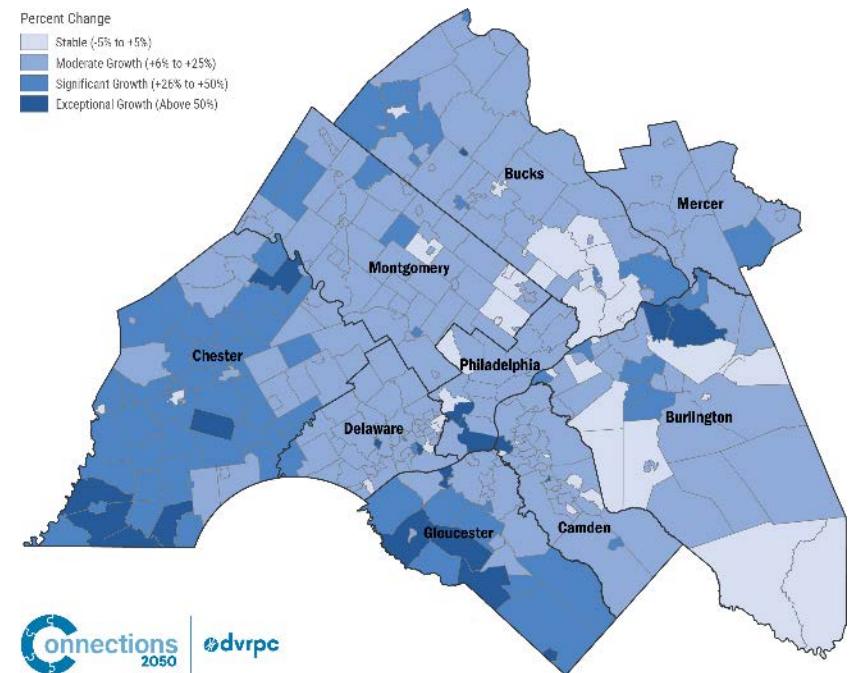 Percent Change
Stable (-5% to +5%)
Moderate Growth (+6% to +25%)
Significant Growth (+26% to +50%)
Exceptional Growth (Above 50%)
Bucks
Mercer
Montgomery
Chester
Philadelphia
Delaware
Burlington
Gloucester
Camden
Connections
2050
dvrpc